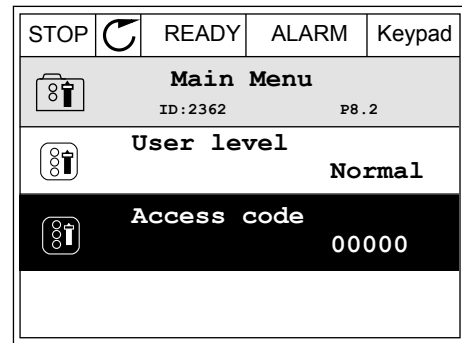 STOP READY ALARM Keypad
Main Menu
ID:2362 P8.2
User level
Normal
Access code
00000